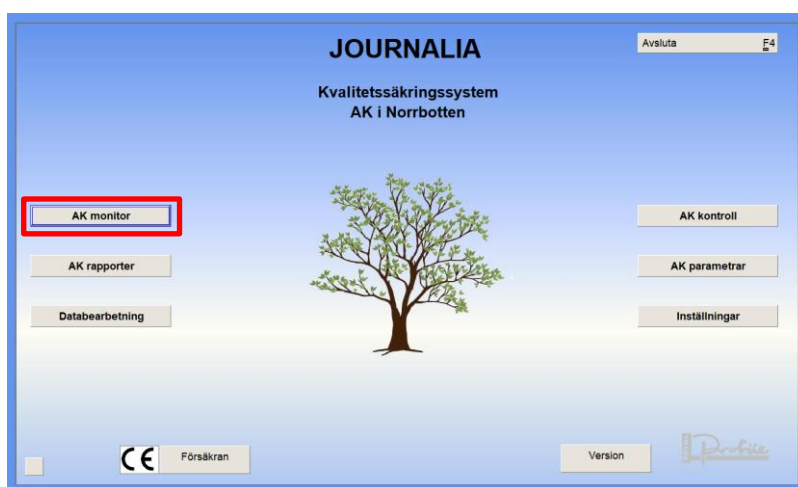 JOURNALIA
Avsluta F4
Kvalitetssäkringssystem
AK i Norrbotten
AK monitor
AK kontroll
AK rapporter
AK parametrar
Databearbetning
Inställningar
CE Försäkran
Version
Profile